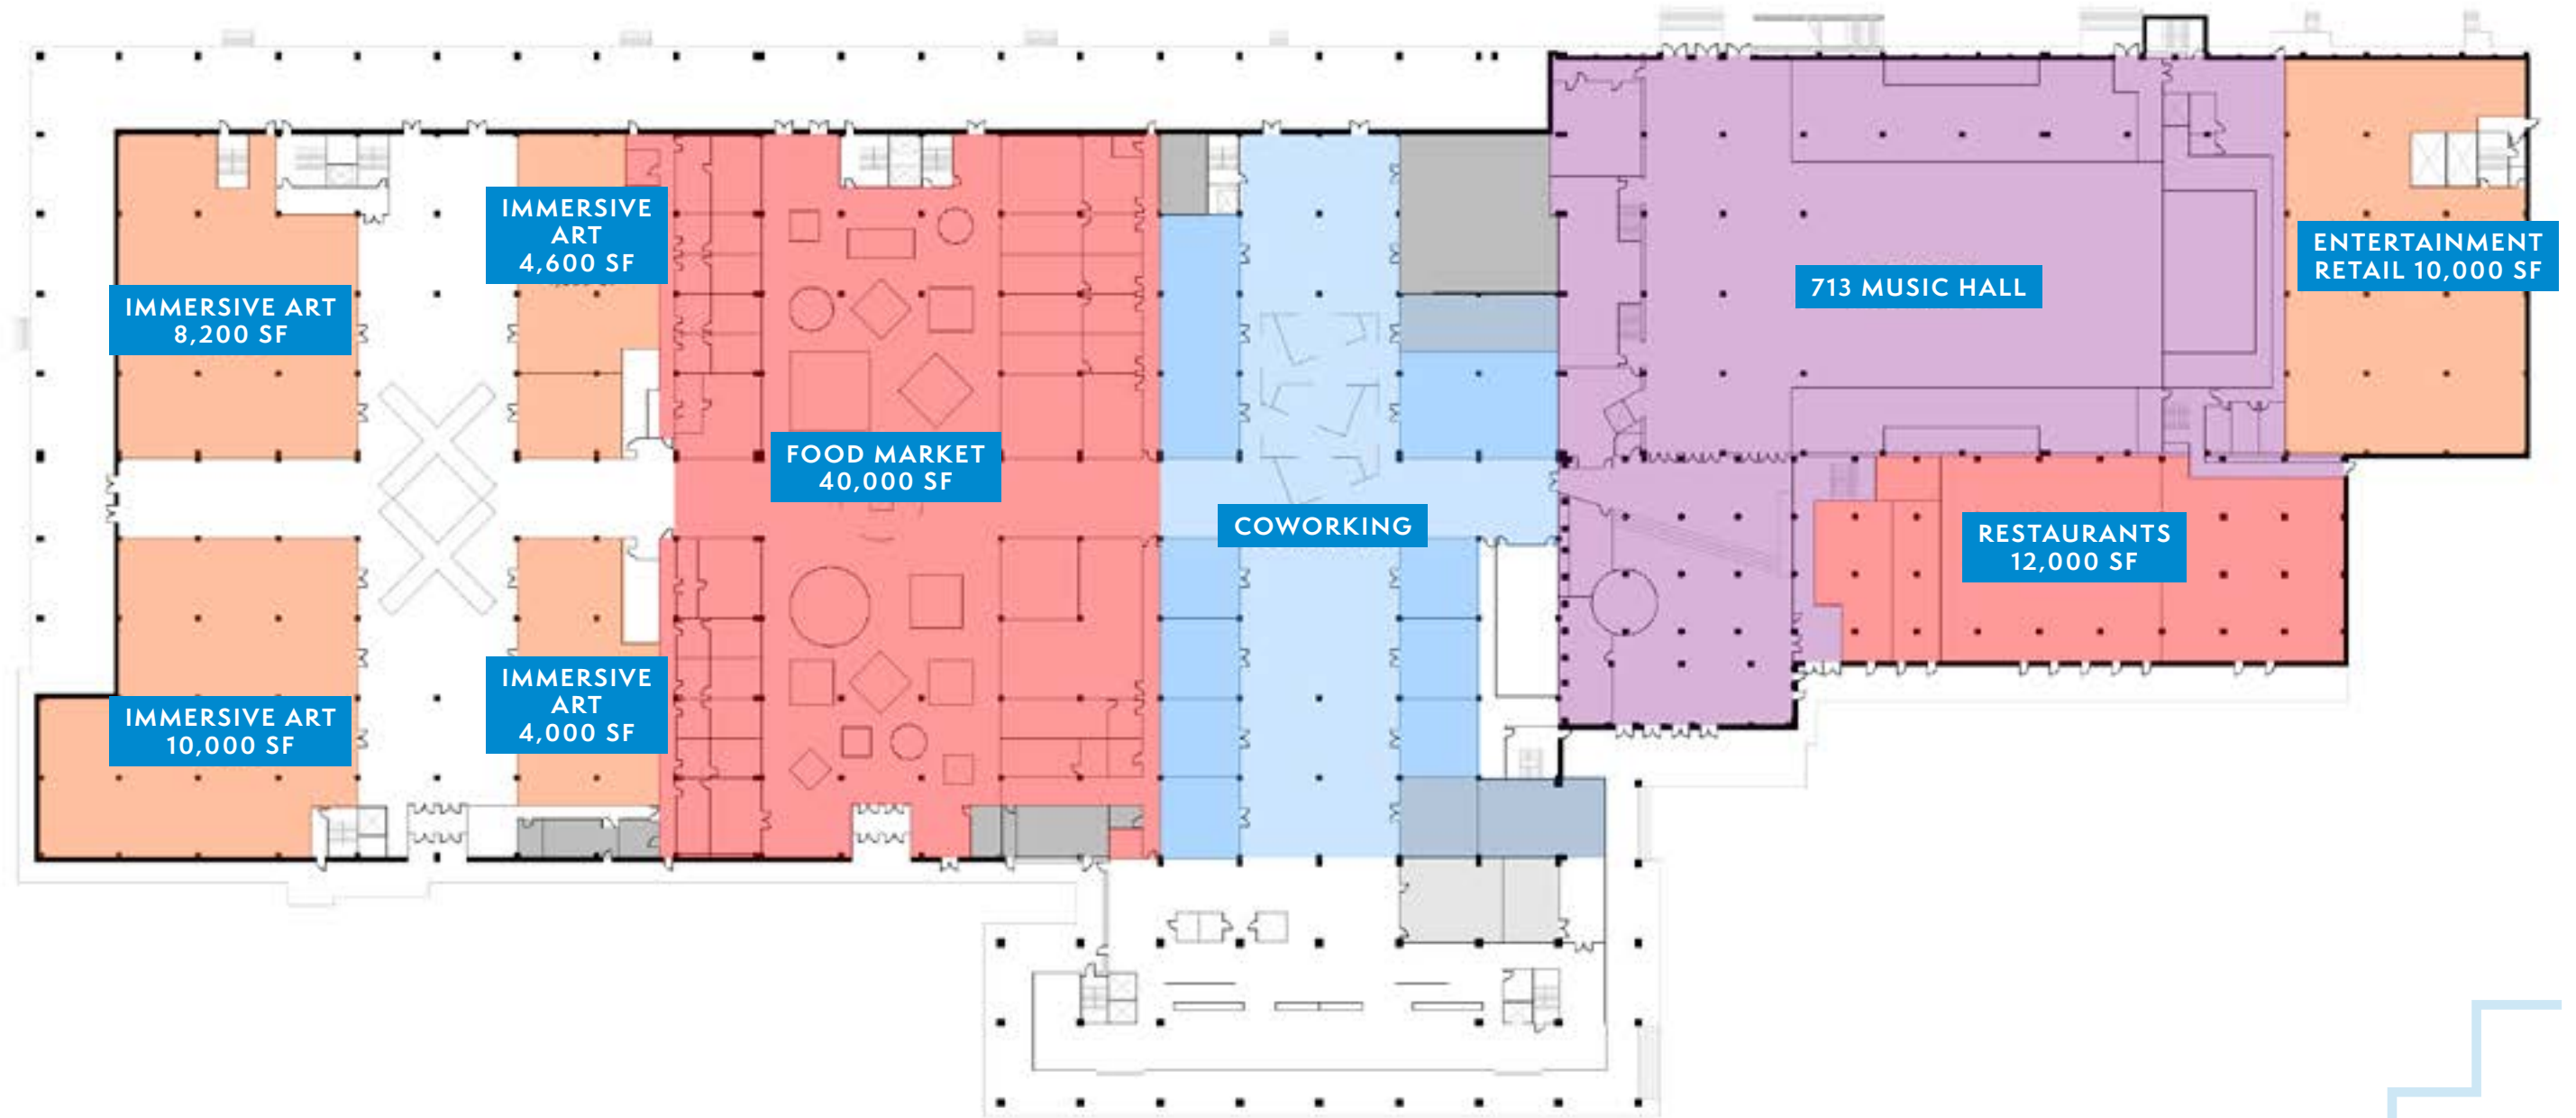 IMMERSIVE ART
8,200 SF
IMMERSIVE
ART
4,600 SF
FOOD MARKET
40,000 SF
COWORKING
713 MUSIC HALL
ENTERTAINMENT
RETAIL 10,000 SF
RESTAURANTS
12,000 SF
IMMERSIVE ART
10,000 SF
IMMERSIVE
ART
4,000 SF